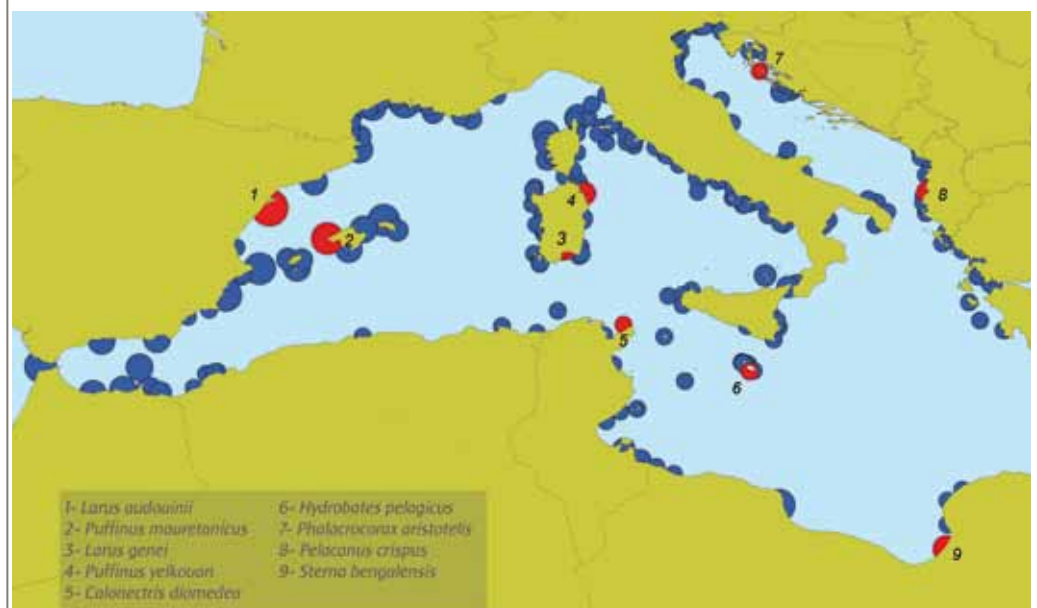 1
2
3
4
5
6
7
8
9
1- Larus audouinii
2- Puffinus mauretanicus
3- Larus genei
4- Puffinus yelkouan
5- Calonectris diomedea
6- Hydrobates pelagicus
7- Phalacrocorax aristotelis
8- Pelacanus crispus
9- Sterna bengalensis